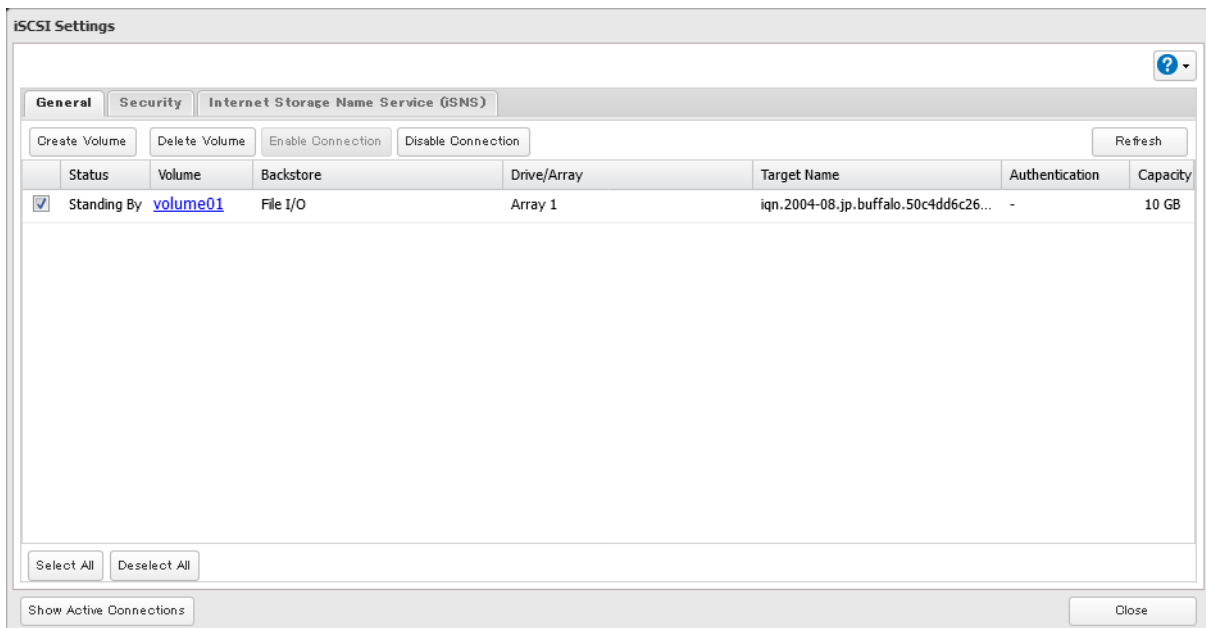 iSCSI Settings
?
General Security Internet Storage Name Service (iSNS)
Create Volume Delete Volume Enable Connection Disable Connection Refresh
Status Volume Backstore Drive/Array Target Name Authentication Capacity
Standing By volume01 File I/O Array 1 iqn.2004-08.jp.buffalo.50c4dd6c26... - 10 GB
Select All Deselect All
Show Active Connections Close